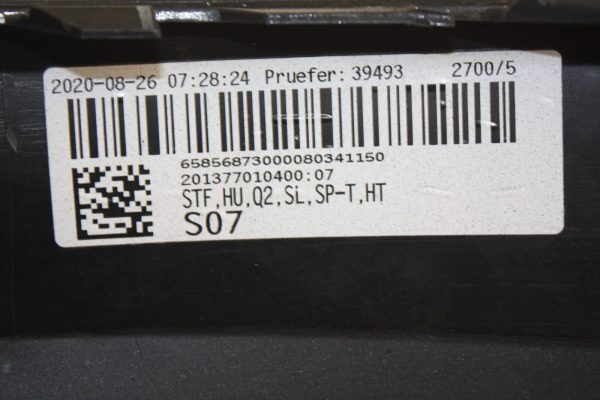 2020-08-26 07:28:24 Pruefer: 39493 2700/5
65856873000080341150
201377010400:07
STF,HU,Q2,SL,SP-T,HT
S07